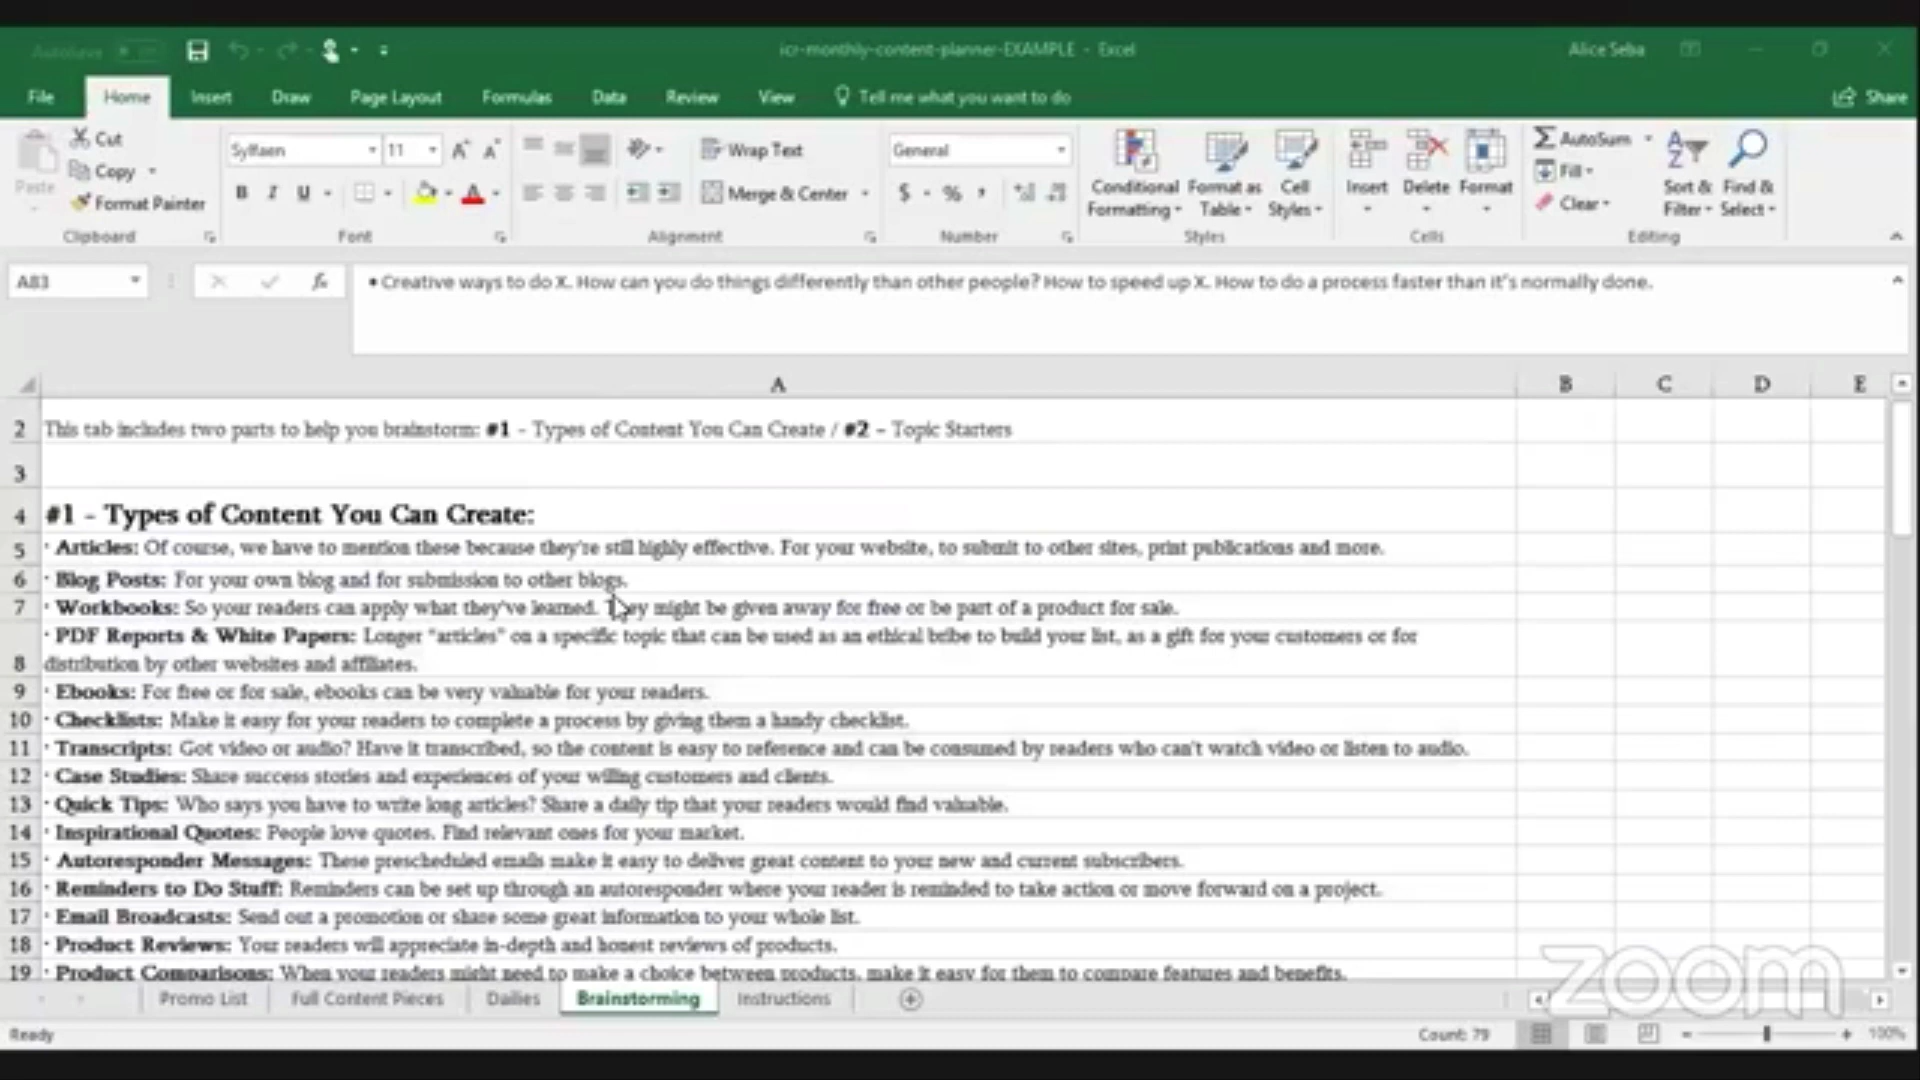 AutoSave
icr-monthly-content-planner-EXAMPLE - Excel
Alice Seba
File Home Insert Draw Page Layout Formulas Data Review View Tell me what you want to do Share
Paste
Cut
Copy
Format Painter
Clipboard
Sylfaen 11
B I U
Font
Wrap Text
Merge & Center
Alignment
General
$ %
Number
Conditional Formatting
Format as Table
Cell Styles
Styles
Insert Delete Format
Cells
AutoSum
Fill
Clear
Sort & Filter
Find & Select
Editing
A83
fx
• Creative ways to do X. How can you do things differently than other people? How to speed up X. How to do a process faster than it's normally done.
A B C D E
2 This tab includes two parts to help you brainstorm: #1 - Types of Content You Can Create / #2 - Topic Starters
3
4 #1 - Types of Content You Can Create:
5 · Articles: Of course, we have to mention these because they're still highly effective. For your website, to submit to other sites, print publications and more.
6 · Blog Posts: For your own blog and for submission to other blogs.
7 · Workbooks: So your readers can apply what they've learned. They might be given away for free or be part of a product for sale.
· PDF Reports & White Papers: Longer "articles" on a specific topic that can be used as an ethical bribe to build your list, as a gift for your customers or for
8 distribution by other websites and affiliates.
9 · Ebooks: For free or for sale, ebooks can be very valuable for your readers.
10 · Checklists: Make it easy for your readers to complete a process by giving them a handy checklist.
11 · Transcripts: Got video or audio? Have it transcribed, so the content is easy to reference and can be consumed by readers who can't watch video or listen to audio.
12 · Case Studies: Share success stories and experiences of your willing customers and clients.
13 · Quick Tips: Who says you have to write long articles? Share a daily tip that your readers would find valuable.
14 · Inspirational Quotes: People love quotes. Find relevant ones for your market.
15 · Autoresponder Messages: These prescheduled emails make it easy to deliver great content to your new and current subscribers.
16 · Reminders to Do Stuff: Reminders can be set up through an autoresponder where your reader is reminded to take action or move forward on a project.
17 · Email Broadcasts: Send out a promotion or share some great information to your whole list.
18 · Product Reviews: Your readers will appreciate in-depth and honest reviews of products.
19 · Product Comparisons: When your readers might need to make a choice between products, make it easy for them to compare features and benefits.
Promo List Full Content Pieces Dailies Brainstorming Instructions
zoom
Ready
Count: 79
100%